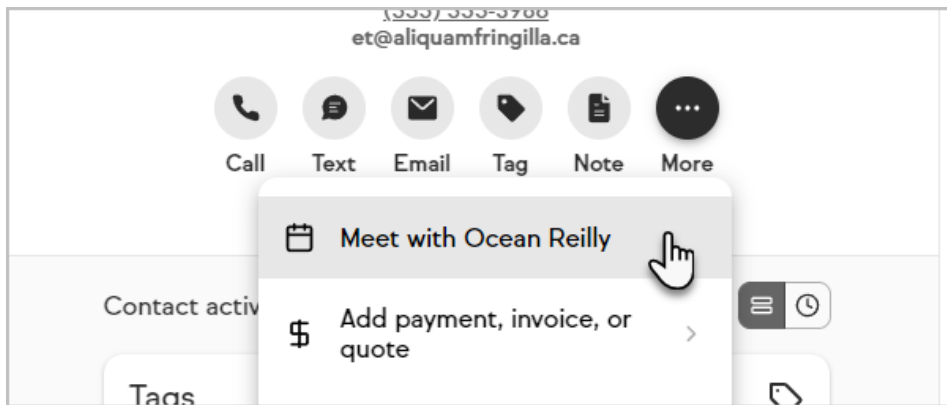 et@aliquamfringilla.ca
Call Text Email Tag Note More
Meet with Ocean Reilly
Contact activ
Add payment, invoice, or
quote
Tags